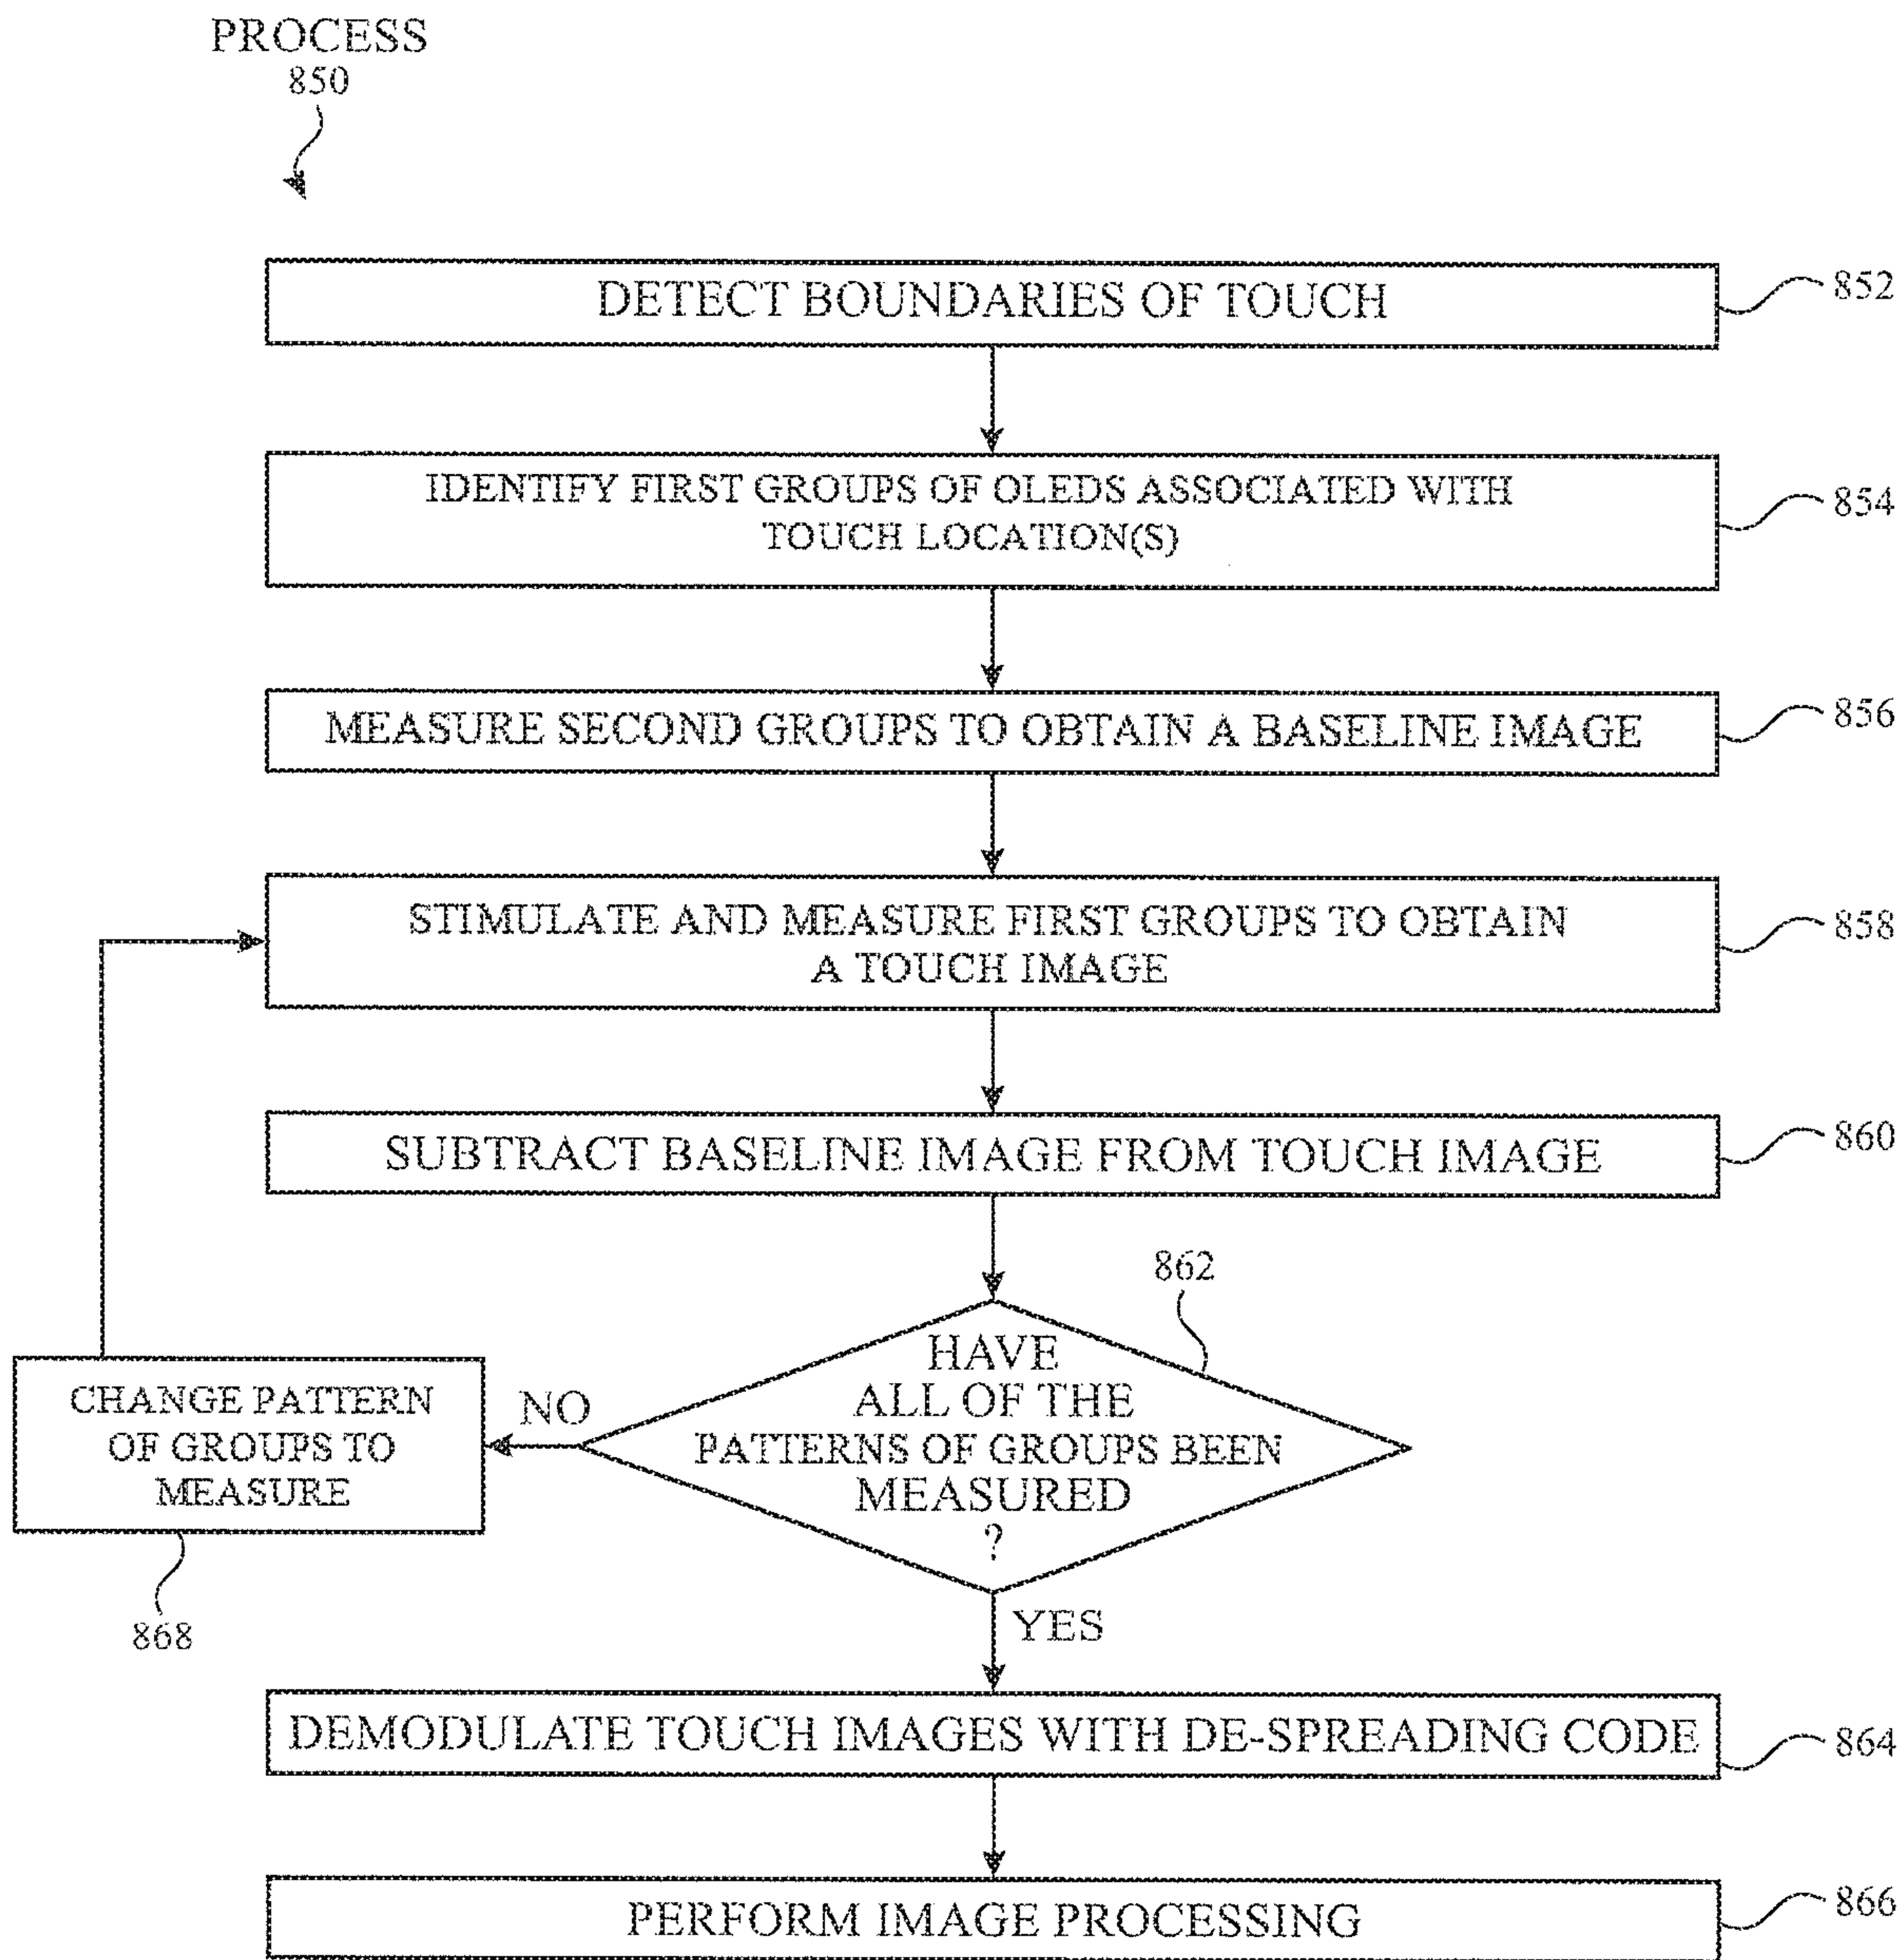 PROCESS
850
DETECT BOUNDARIES OF TOUCH
852
IDENTIFY FIRST GROUPS OF OLEDS ASSOCIATED WITH
TOUCH LOCATION(S)
854
MEASURE SECOND GROUPS TO OBTAIN A BASELINE IMAGE
856
STIMULATE AND MEASURE FIRST GROUPS TO OBTAIN
A TOUCH IMAGE
858
SUBTRACT BASELINE IMAGE FROM TOUCH IMAGE
860
862
HAVE
ALL OF THE
PATTERNS OF GROUPS BEEN
MEASURED
?
NO
CHANGE PATTERN
OF GROUPS TO
MEASURE
868
YES
DEMODULATE TOUCH IMAGES WITH DE-SPREADING CODE
864
PERFORM IMAGE PROCESSING
866